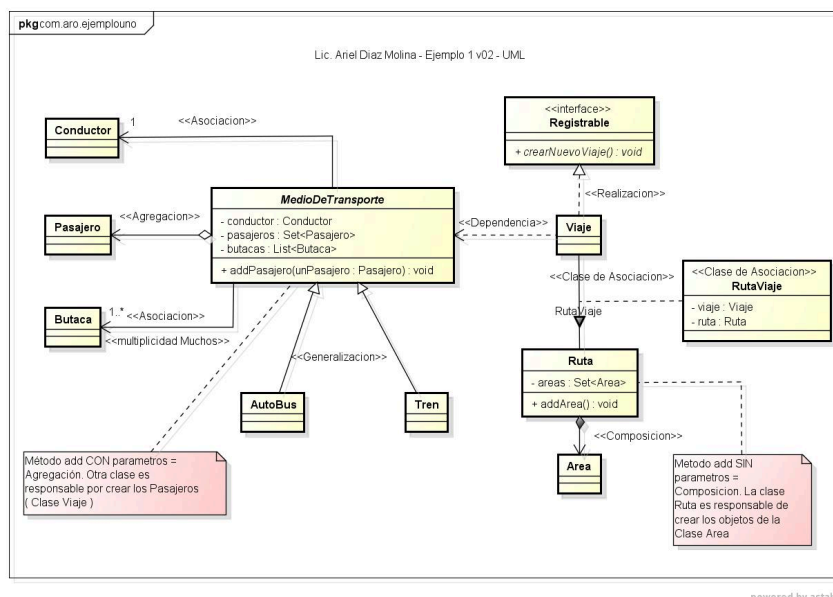 pkg com.aro.ejemplouno
Lic. Ariel Diaz Molina - Ejemplo 1 v02 - UML
Conductor
1
<<Asociacion>>
<<interface>>
Registrable
+ crearNuevoViaje() : void
<<Realizacion>>
MedioDeTransporte
- conductor : Conductor
- pasajeros : Set<Pasajero>
- butacas : List<Butaca>
+ addPasajero(unPasajero : Pasajero) : void
Pasajero
<<Agregacion>>
<<Dependencia>>
Viaje
<<Clase de Asociacion>>
RutaViaje
<<Clase de Asociacion>>
RutaViaje
- viaje : Viaje
- ruta : Ruta
Butaca
1..*
<<Asociacion>>
<<multiplicidad Muchos>>
<<Generalizacion>>
AutoBus
Tren
Ruta
- areas : Set<Area>
+ addArea() : void
<<Composicion>>
Area
Método add CON parametros =
Agregación. Otra clase es
responsable por crear los Pasajeros
( Clase Viaje )
Metodo add SIN
parametros =
Composicion. La clase
Ruta es responsable de
crear los objetos de la
Clase Area
powered by